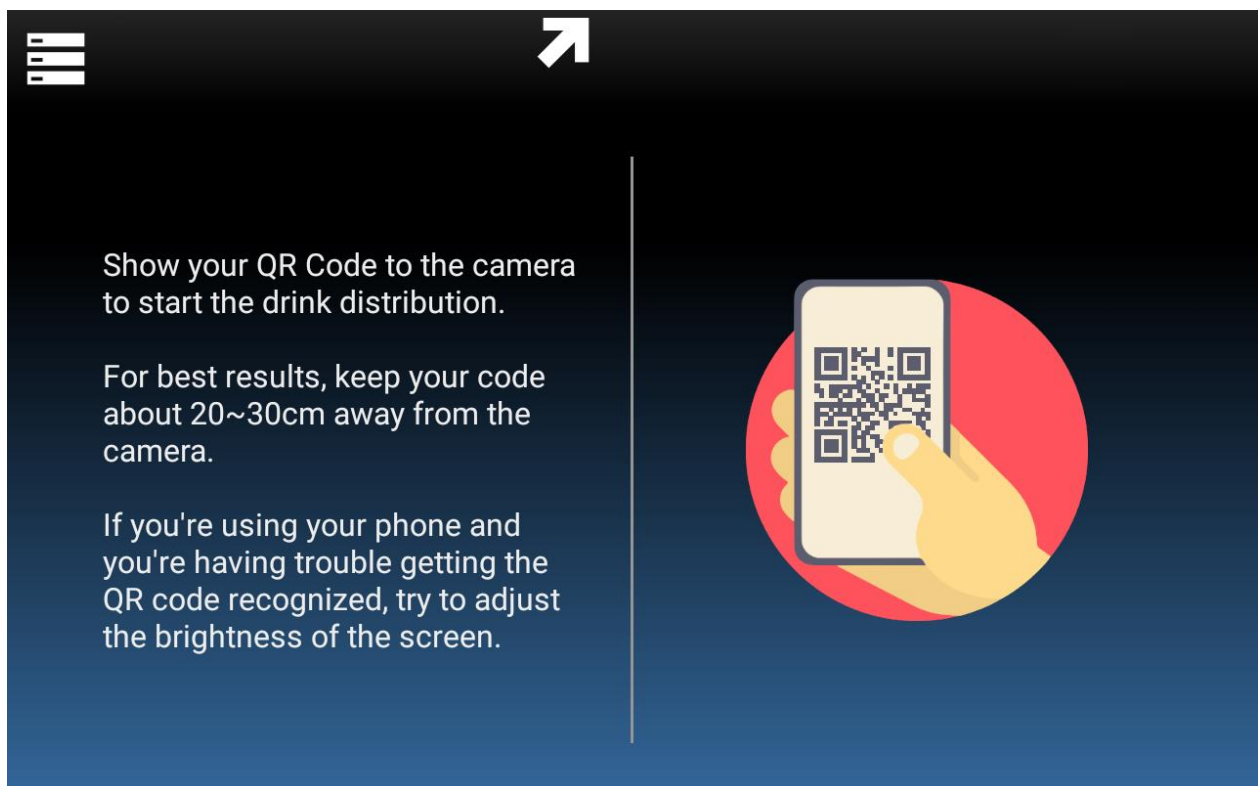 Show your QR Code to the camera
to start the drink distribution.
For best results, keep your code
about 20~30cm away from the
camera.
If you're using your phone and
you're having trouble getting the
QR code recognized, try to adjust
the brightness of the screen.